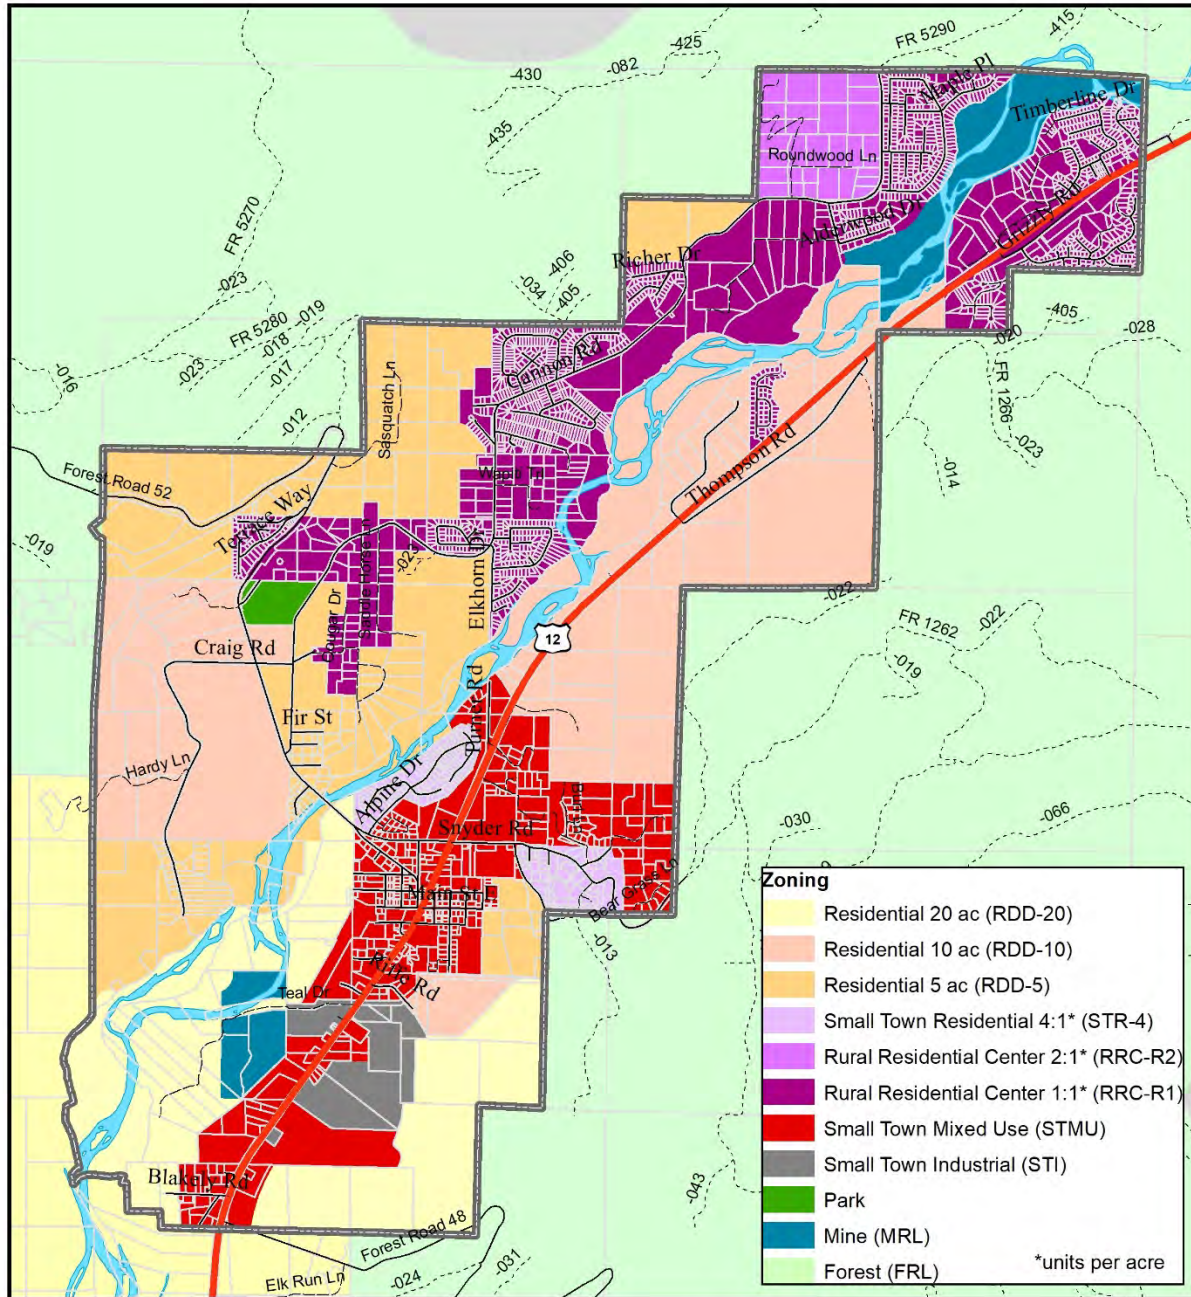 -415
FR 5290
-425
-082
-430
Maple Pl
Timberline Dr
-435
Roundwood Ln
FR 5270
Alderwood Dr
Grizzly Rd
-406
Richer Dr
-034
-405
-023
-019
FR 5280
-018
-023
-017
-405
-028
-020
-016
Cannon Rd
FR 1266
Sasquatch Ln
-012
-023
Forest Road 52
-014
Thompson Rd
Terrace Way
-019
-023
Saddle Horse Ln
Elkhorn Dr
Cougar Dr
-022
FR 1262
-022
12
Craig Rd
-019
Fir St
Hardy Ln
Alpine Dr
-030
-066
Snyder Rd
Main St E
Bear Grass Ln
-013
Rifle Rd
Teal Dr
-043
Blakely Rd
Forest Road 48
Elk Run Ln
-024
-031
Zoning
Residential 20 ac (RDD-20)
Residential 10 ac (RDD-10)
Residential 5 ac (RDD-5)
Small Town Residential 4:1* (STR-4)
Rural Residential Center 2:1* (RRC-R2)
Rural Residential Center 1:1* (RRC-R1)
Small Town Mixed Use (STMU)
Small Town Industrial (STI)
Park
Mine (MRL)
Forest (FRL)
*units per acre